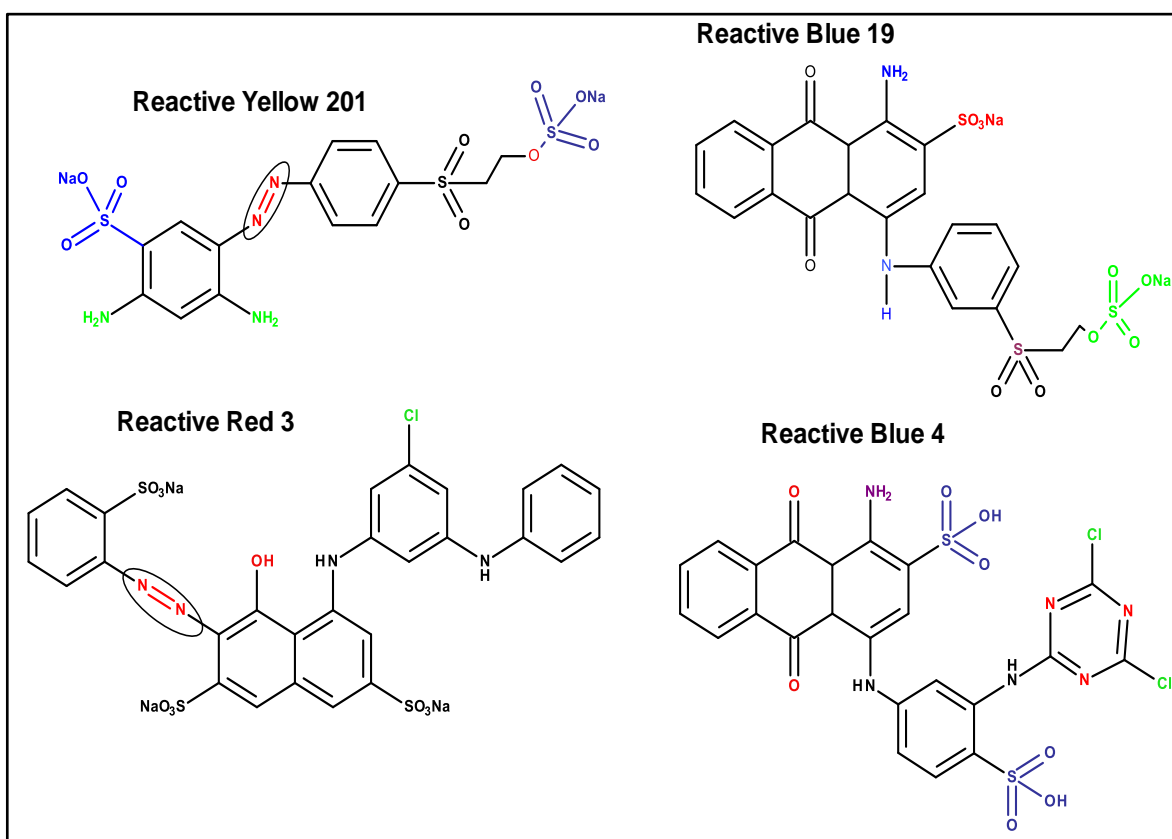 Reactive Blue 19
Reactive Yellow 201
O O ONa S O O
NaO O S O N N O S O
H₂N NH₂
O NH₂ SO₃Na O N H S O O O S O O ONa
Reactive Red 3
Reactive Blue 4
Cl SO₃Na OH NH N H N N NaO₃S SO₃Na
O NH₂ O S OH O O HN N H N N N Cl Cl O S OH O